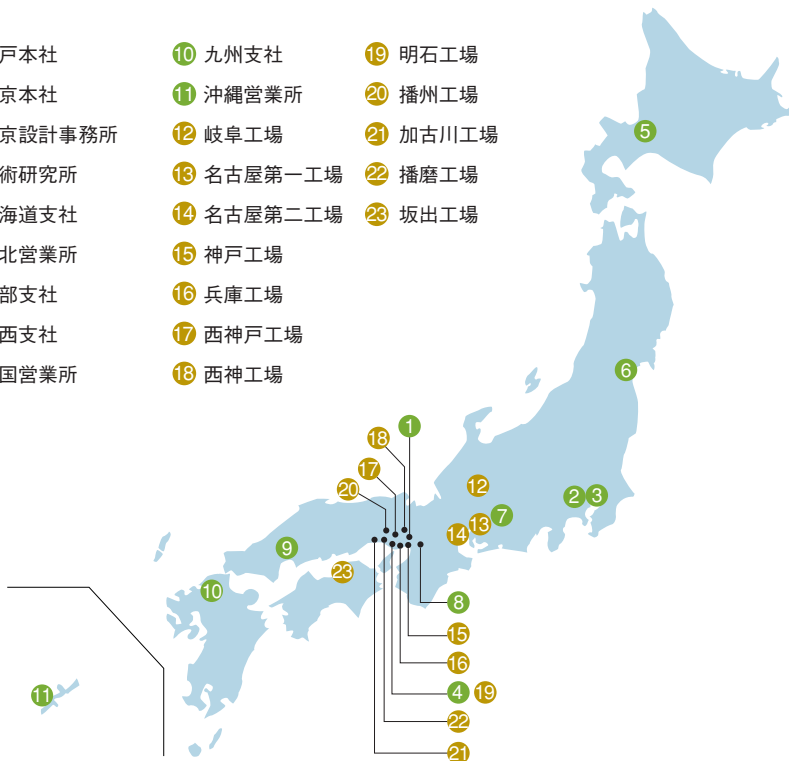 戸本社
京本社
京設計事務所
術研究所
海道支社
北営業所
部支社
西支社
国営業所
10 九州支社
11 沖縄営業所
12 岐阜工場
13 名古屋第一工場
14 名古屋第二工場
15 神戸工場
16 兵庫工場
17 西神戸工場
18 西神工場
19 明石工場
20 播州工場
21 加古川工場
22 播磨工場
23 坂出工場
5
6
1
18
17
20
12
2 3
7
13
14
9
23
10
8
15
16
4 19
11
22
21